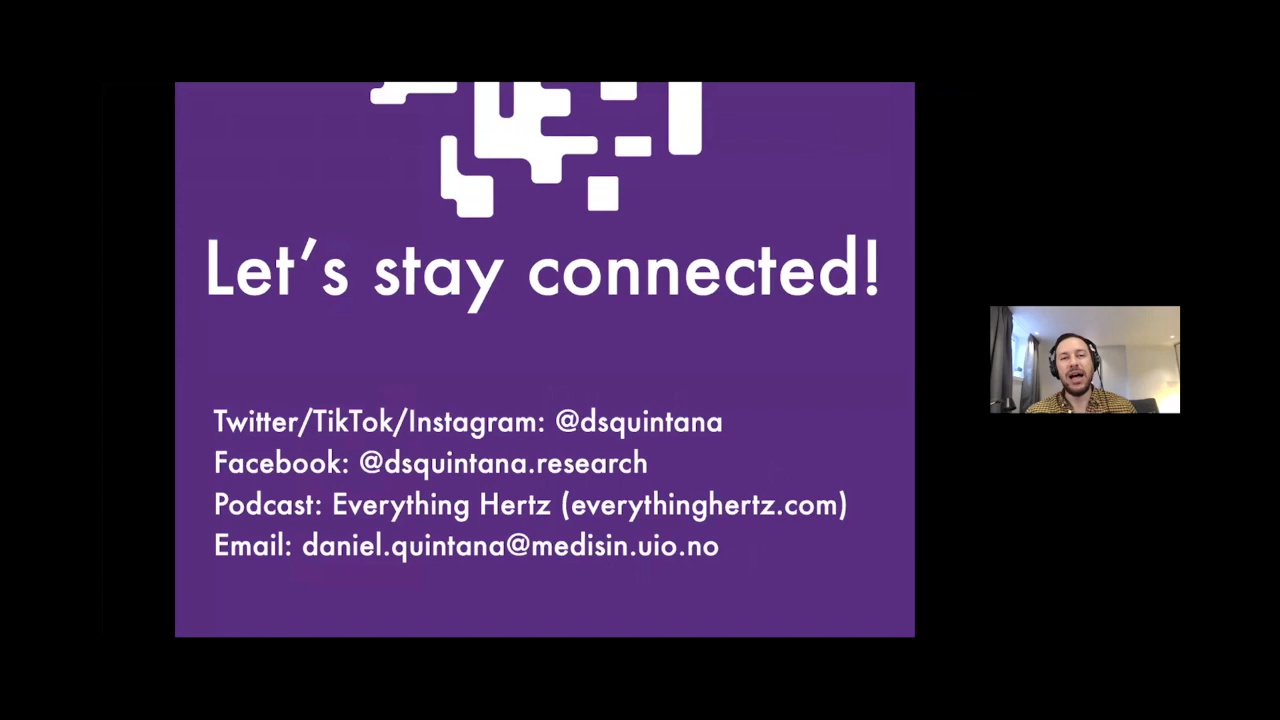 Let’s stay connected!
Twitter/TikTok/Instagram: @dsquintana
Facebook: @dsquintana.research
Podcast: Everything Hertz (everythinghertz.com)
Email: daniel.quintana@medisin.uio.no